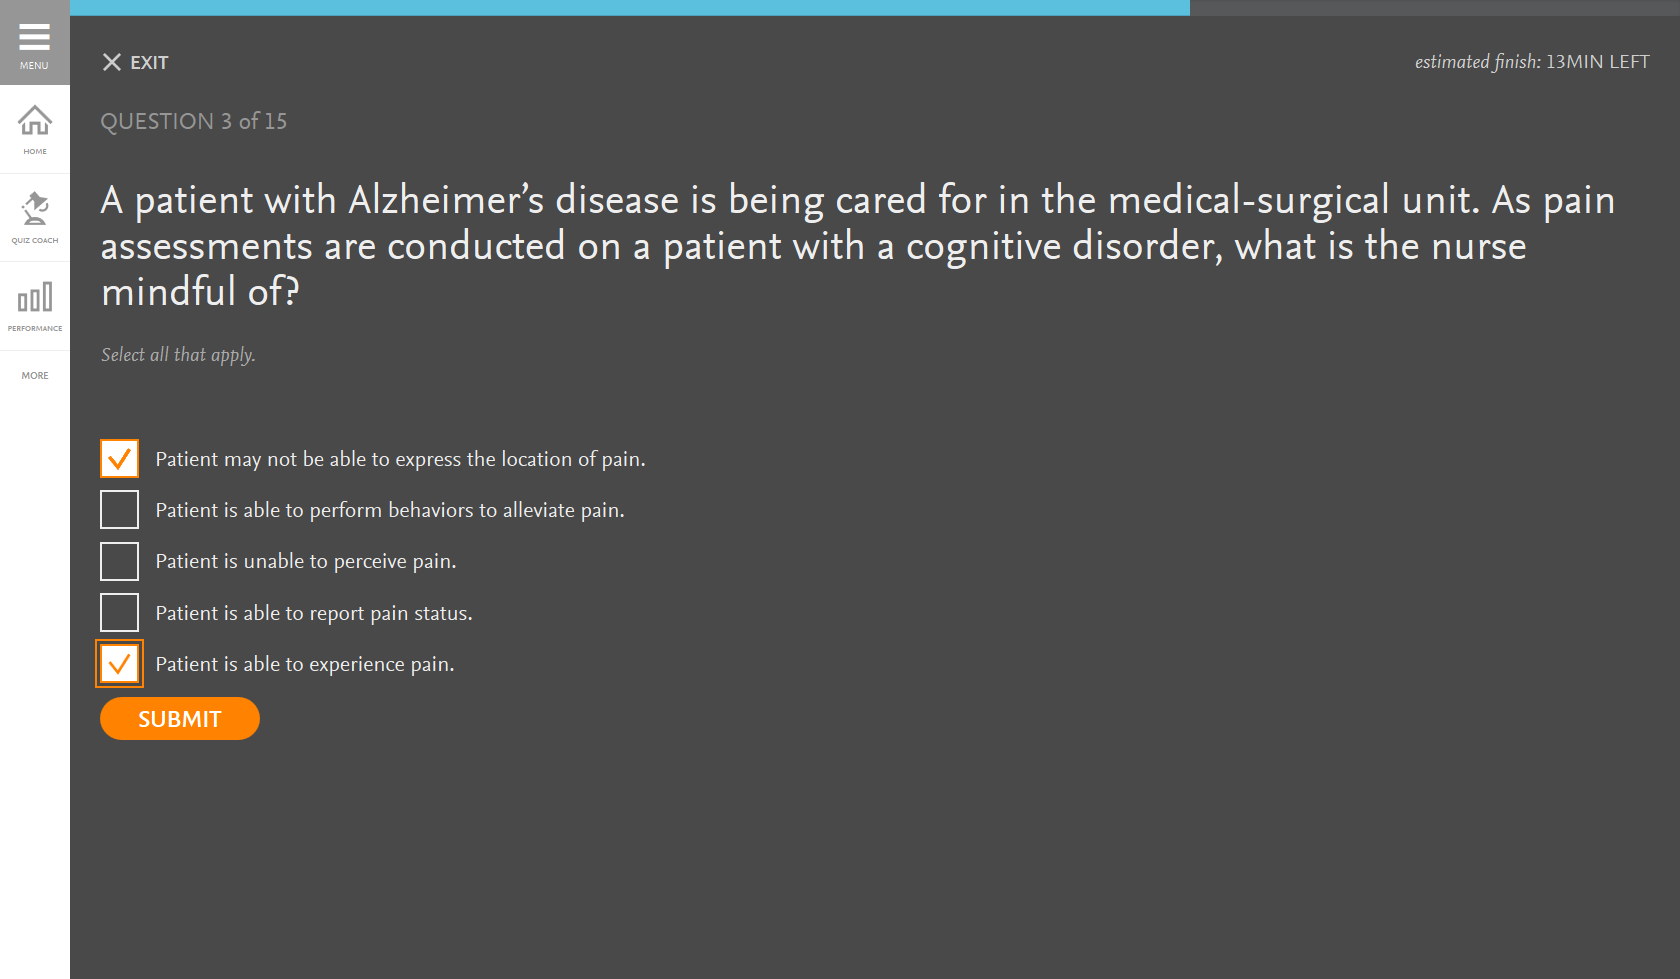 MENU
EXIT
estimated finish: 13MIN LEFT
QUESTION 3 of 15
HOME
QUIZ COACH
PERFORMANCE
MORE
A patient with Alzheimer’s disease is being cared for in the medical-surgical unit. As pain
assessments are conducted on a patient with a cognitive disorder, what is the nurse
mindful of?
Select all that apply.
Patient may not be able to express the location of pain.
Patient is able to perform behaviors to alleviate pain.
Patient is unable to perceive pain.
Patient is able to report pain status.
Patient is able to experience pain.
SUBMIT